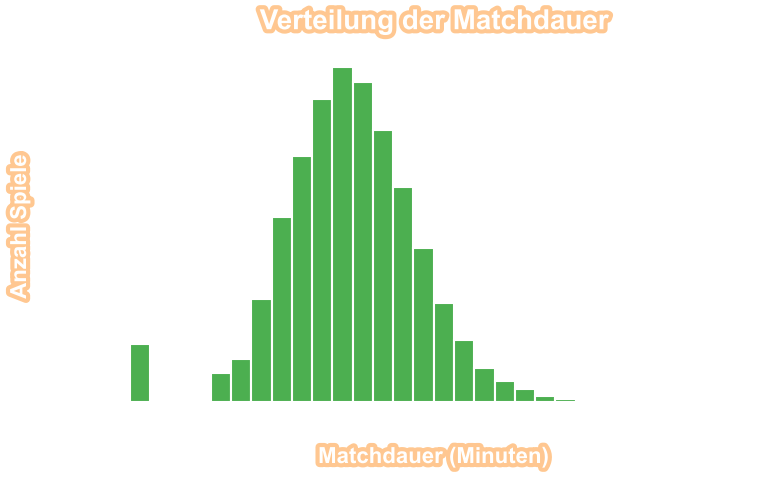 Verteilung der Matchdauer
Anzahl Spiele
Matchdauer (Minuten)